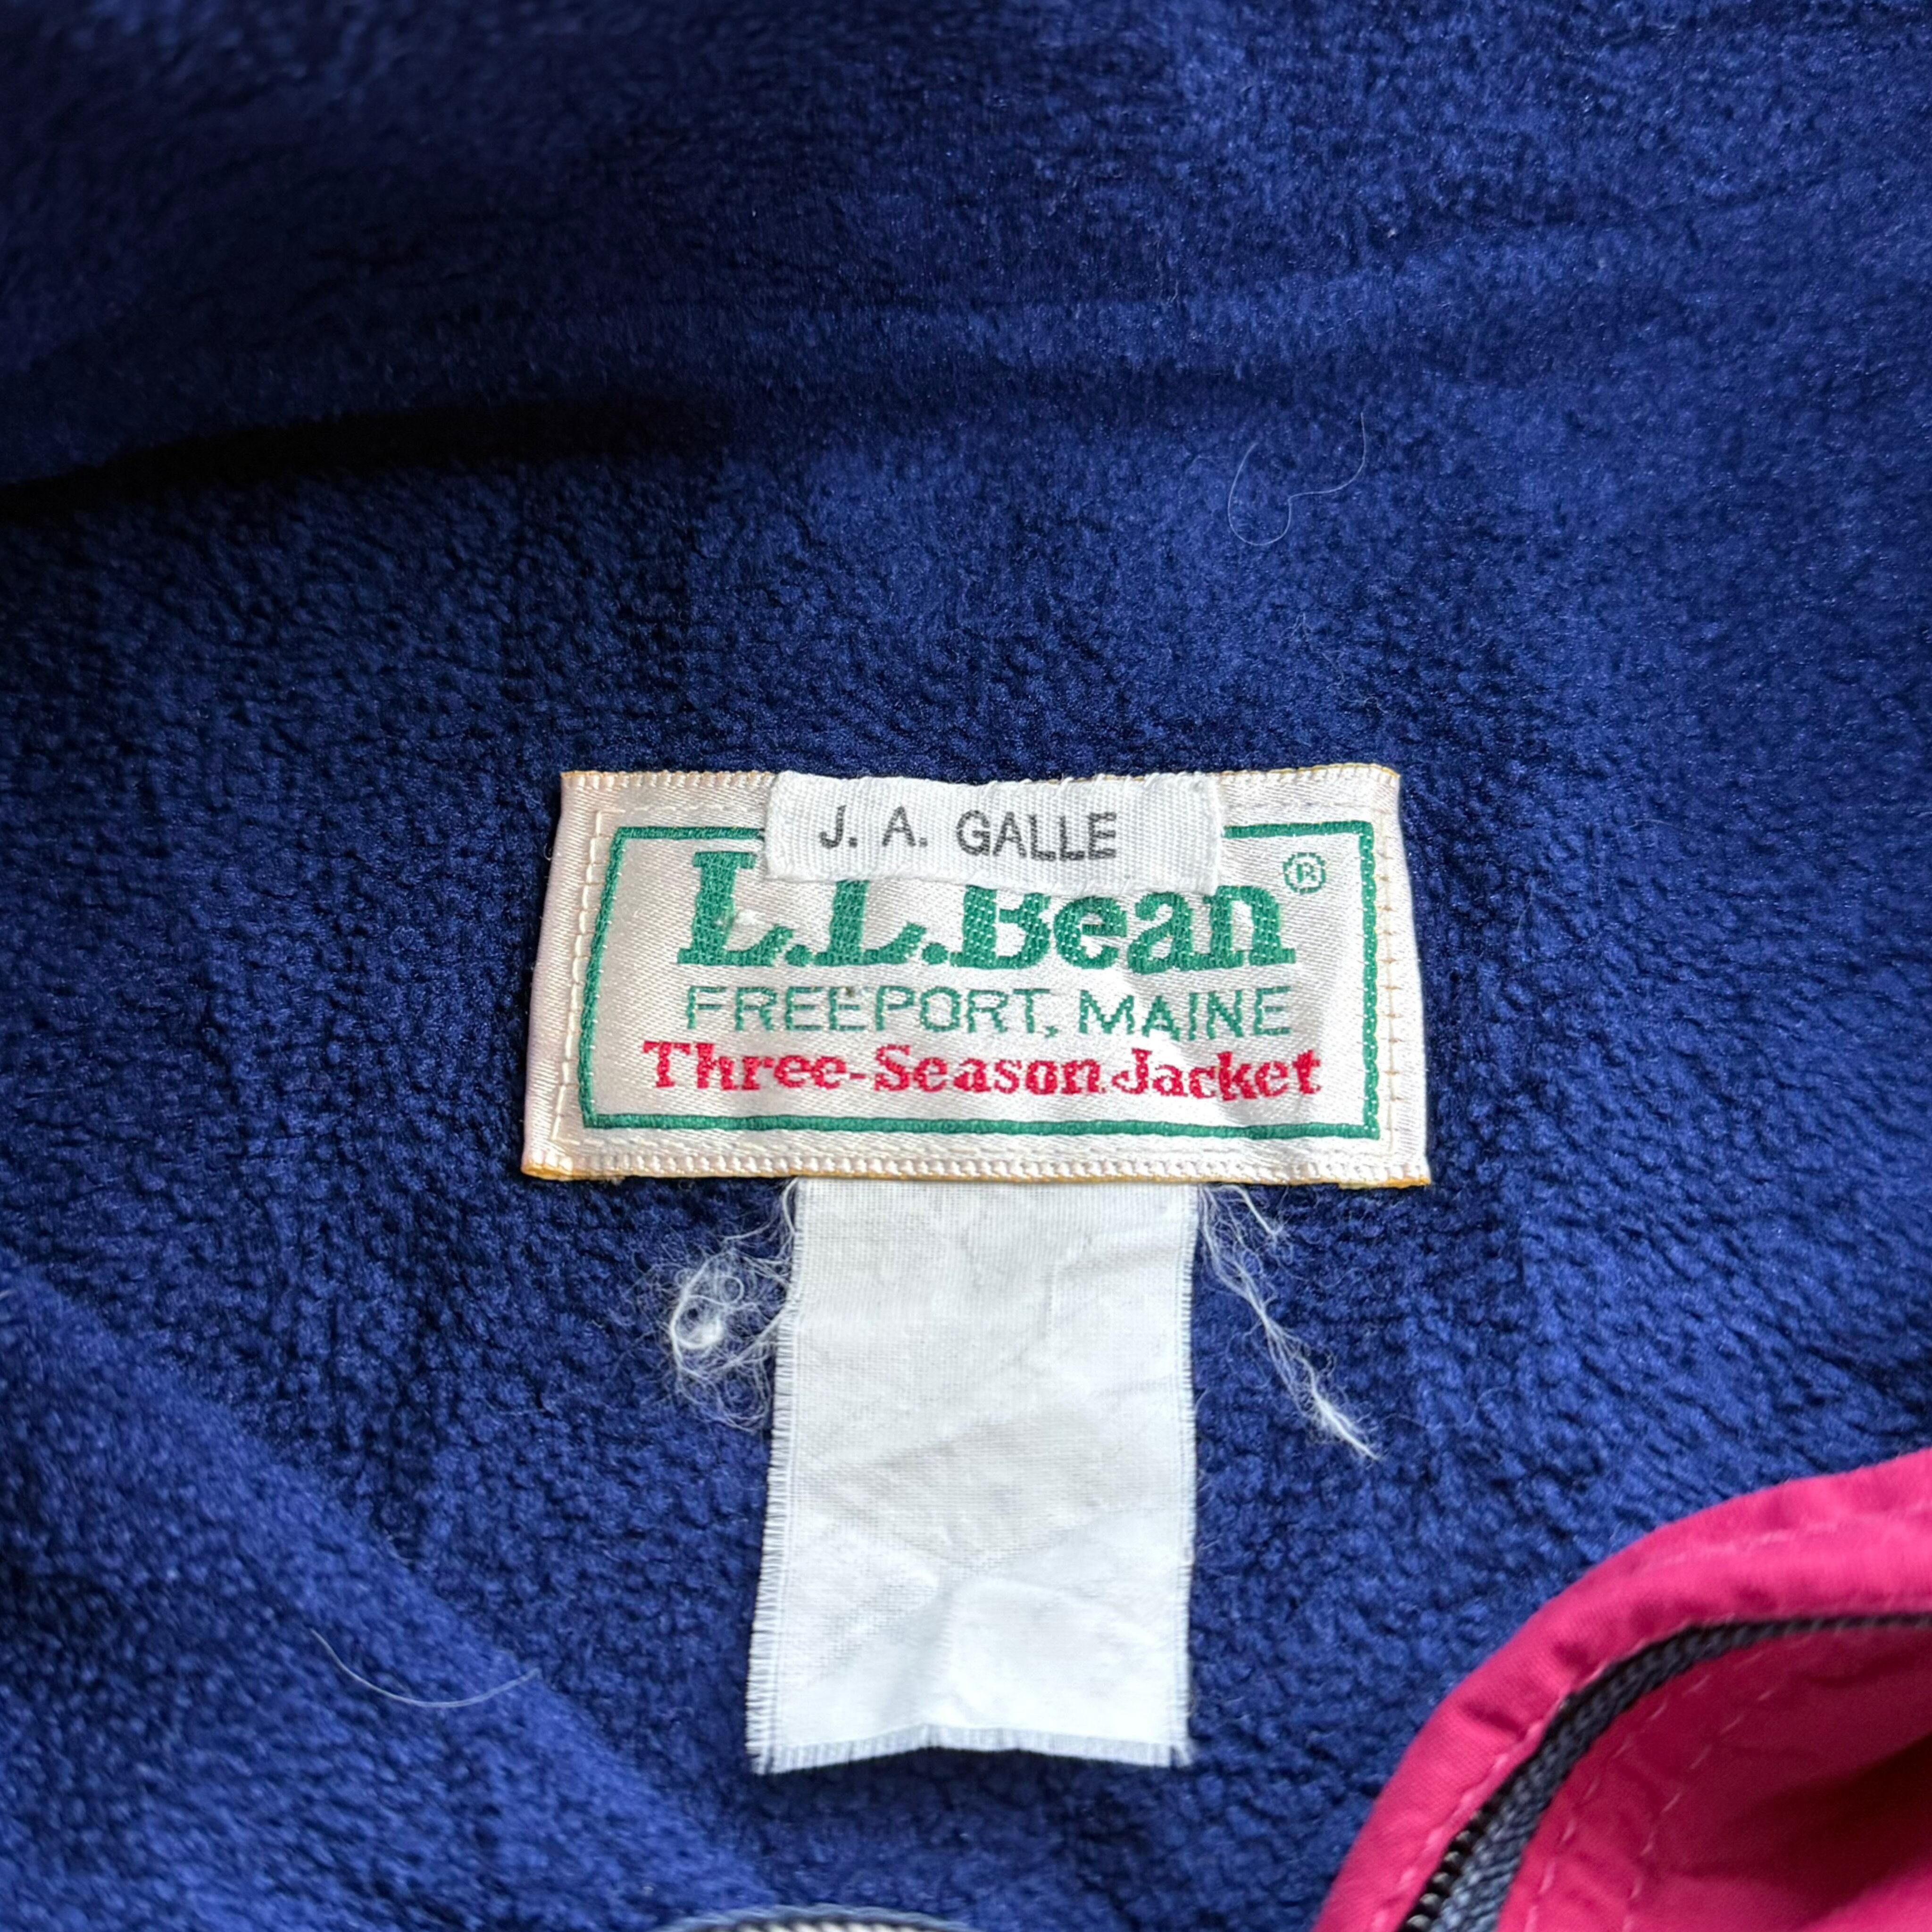 J. A. GALLE
L.L.Bean®
FREEPORT, MAINE
Three-Season Jacket